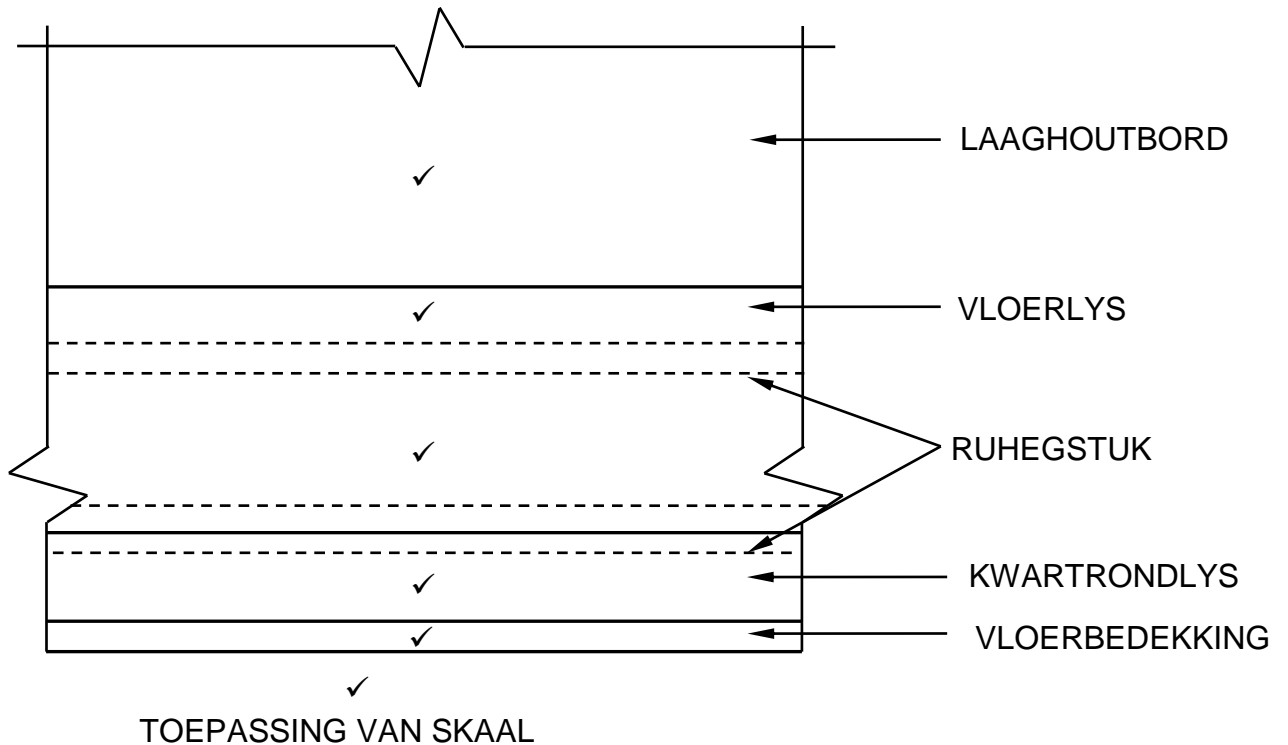 LAAGHOUTBORD
✓
VLOERLYS
✓
RUHEGSTUK
✓
KWARTRONDLYS
✓
VLOERBEDEKKING
✓
✓
TOEPASSING VAN SKAAL